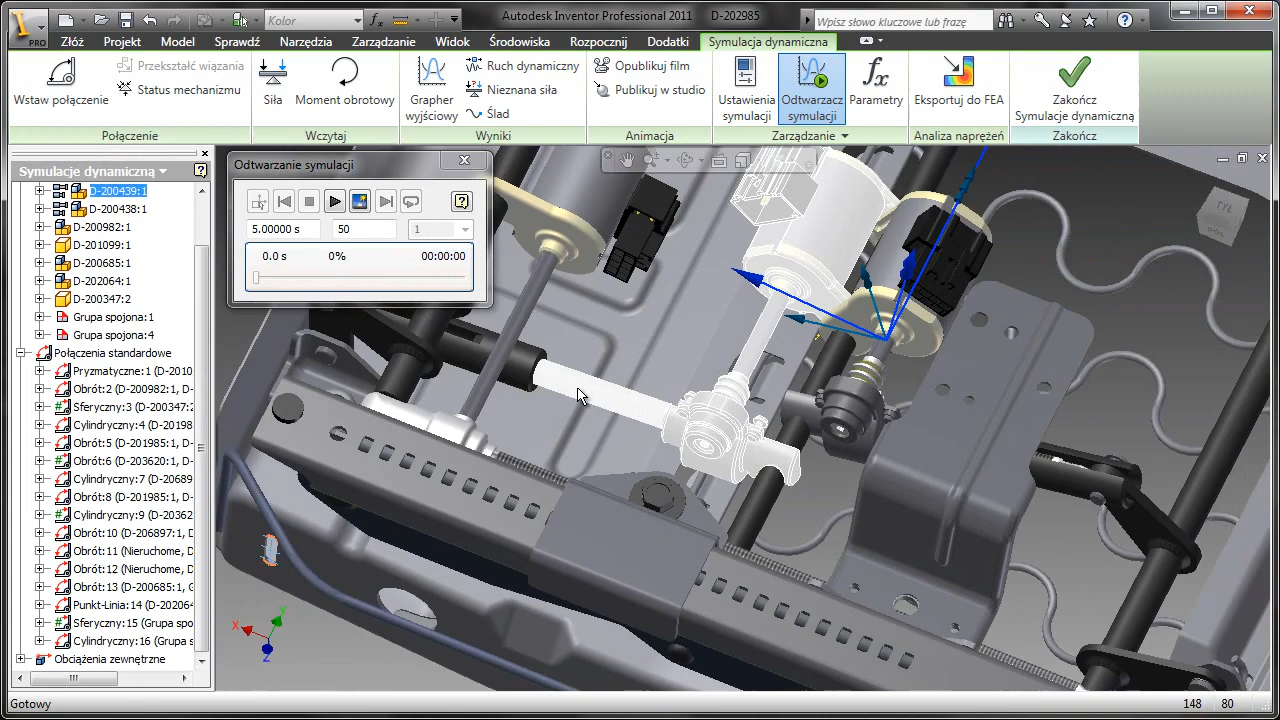 PRO
Kolor
Autodesk Inventor Professional 2011
D-202985
Wpisz słowo kluczowe lub frazę
Złóż
Projekt
Model
Sprawdź
Narzędzia
Zarządzanie
Widok
Środowiska
Rozpocznij
Dodatki
Symulacja dynamiczna
Wstaw połączenie
Przekształć wiązania
Status mechanizmu
Siła
Moment obrotowy
Grapher
wyjściowy
Ruch dynamiczny
Nieznana siła
Ślad
Opublikuj film
Publikuj w studio
Ustawienia
symulacji
Odtwarzacz
symulacji
Parametry
Eksportuj do FEA
Zakończ
Symulacje dynamiczną
Połączenie
Wczytaj
Wyniki
Animacja
Zarządzanie
Analiza naprężeń
Zakończ
Symulacje dynamiczną
D-200439:1
D-200438:1
D-200982:1
D-201099:1
D-200685:1
D-202064:1
D-200347:2
Grupa spojona:1
Grupa spojona:4
Połączenia standardowe
Pryzmatyczne:1 (D-2010
Obrót:2 (D-200982:1, D-
Sferyczny:3 (D-200347:2
Cylindryczny:4 (D-20198
Obrót:5 (D-201985:1, D-
Obrót:6 (D-203620:1, D-
Cylindryczny:7 (D-20689
Obrót:8 (D-201985:1, D-
Cylindryczny:9 (D-20362
Obrót:10 (D-206897:1, D
Obrót:11 (Nieruchome, D
Obrót:12 (Nieruchome, D
Obrót:13 (D-200685:1, G
Punkt-Linia:14 (D-202064
Sferyczny:15 (Grupa spo
Cylindryczny:16 (Grupa s
Obciążenia zewnętrzne
Odtwarzanie symulacji
5.00000 s
50
1
0.0 s
0%
00:00:00
TYŁ
X
Y
Z
Gotowy
148
80